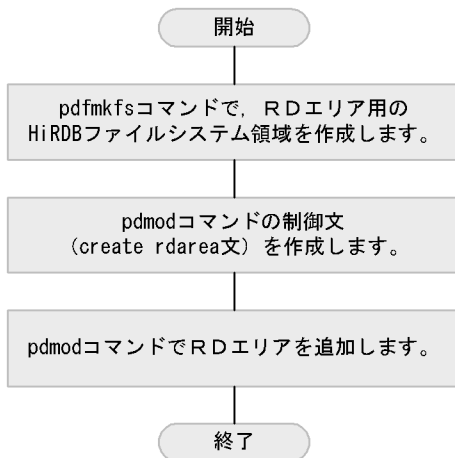 開始
pdfmkfsコマンドで，ＲＤエリア用の
HiRDBファイルシステム領域を作成します。
pdmodコマンドの制御文
（create rdarea文）を作成します。
pdmodコマンドでＲＤエリアを追加します。
終了